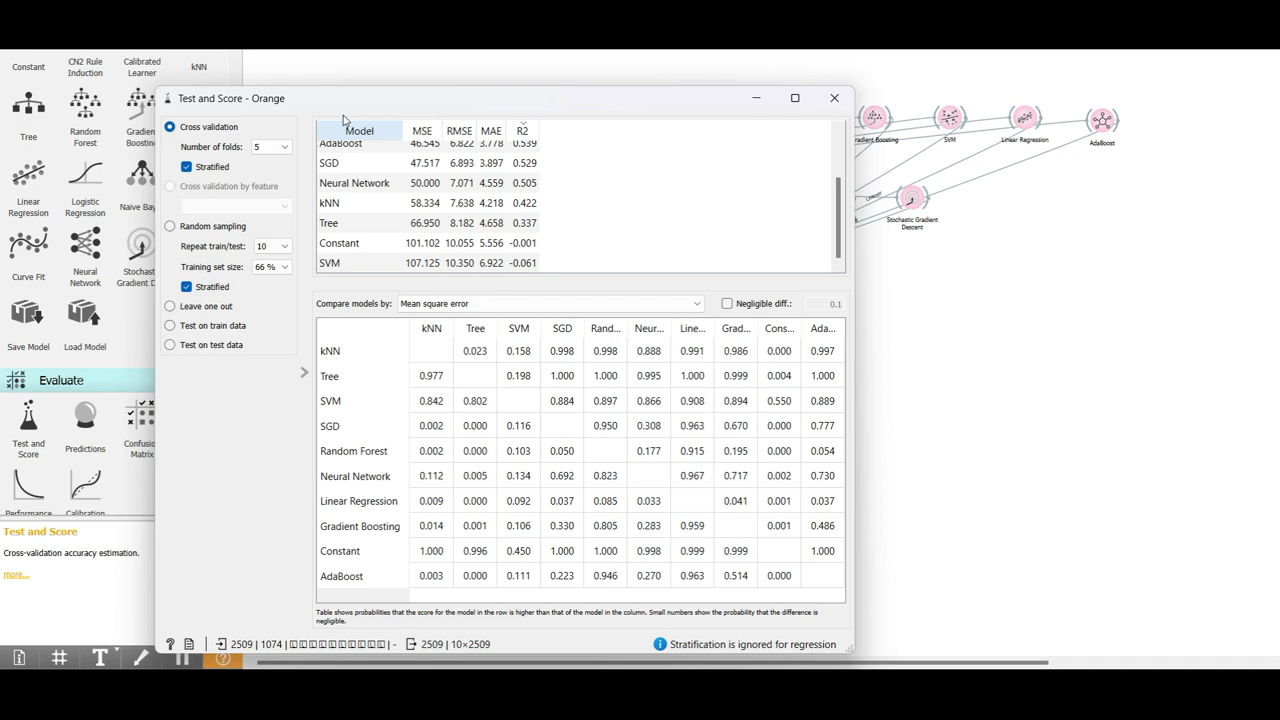 Constant
CN2 Rule
Induction
Calibrated
Learner
kNN
Tree
Random
Forest
Gradient
Boosting
Linear
Regression
Logistic
Regression
Naive Bay
Curve Fit
Neural
Network
Stochast
Gradient D
Save Model
Load Model
Evaluate
Test and
Score
Predictions
Confusion
Matrix
Performance
Calibration
Test and Score
Cross-validation accuracy estimation.
more...
Test and Score - Orange
Cross validation
Number of folds: 5
Stratified
Cross validation by feature
Random sampling
Repeat train/test: 10
Training set size: 66 %
Stratified
Leave one out
Test on train data
Test on test data
Model MSE RMSE MAE R2
AdaBoost 46.545 6.822 3.778 0.539
SGD 47.517 6.893 3.897 0.529
Neural Network 50.000 7.071 4.559 0.505
kNN 58.334 7.638 4.218 0.422
Tree 66.950 8.182 4.658 0.337
Constant 101.102 10.055 5.556 -0.001
SVM 107.125 10.350 6.922 -0.061
Compare models by: Mean square error Negligible diff.: 0.1
kNN Tree SVM SGD Rand... Neur... Line... Grad... Cons... Ada...
kNN 0.023 0.158 0.998 0.998 0.888 0.991 0.986 0.000 0.997
Tree 0.977 0.198 1.000 1.000 0.995 1.000 0.999 0.004 1.000
SVM 0.842 0.802 0.884 0.897 0.866 0.908 0.894 0.550 0.889
SGD 0.002 0.000 0.116 0.950 0.308 0.963 0.670 0.000 0.777
Random Forest 0.002 0.000 0.103 0.050 0.177 0.915 0.195 0.000 0.054
Neural Network 0.112 0.005 0.134 0.692 0.823 0.967 0.717 0.002 0.730
Linear Regression 0.009 0.000 0.092 0.037 0.085 0.033 0.041 0.001 0.037
Gradient Boosting 0.014 0.001 0.106 0.330 0.805 0.283 0.959 0.001 0.486
Constant 1.000 0.996 0.450 1.000 1.000 0.998 0.999 0.999 1.000
AdaBoost 0.003 0.000 0.111 0.223 0.946 0.270 0.963 0.514 0.000
Table shows probabilities that the score for the model in the row is higher than that of the model in the column. Small numbers show the probability that the difference is
negligible.
2509 | 1074 | - 2509 | 10×2509
Stratification is ignored for regression
radient Boosting
SVM
Linear Regression
AdaBoost
Stochastic Gradient
Descent